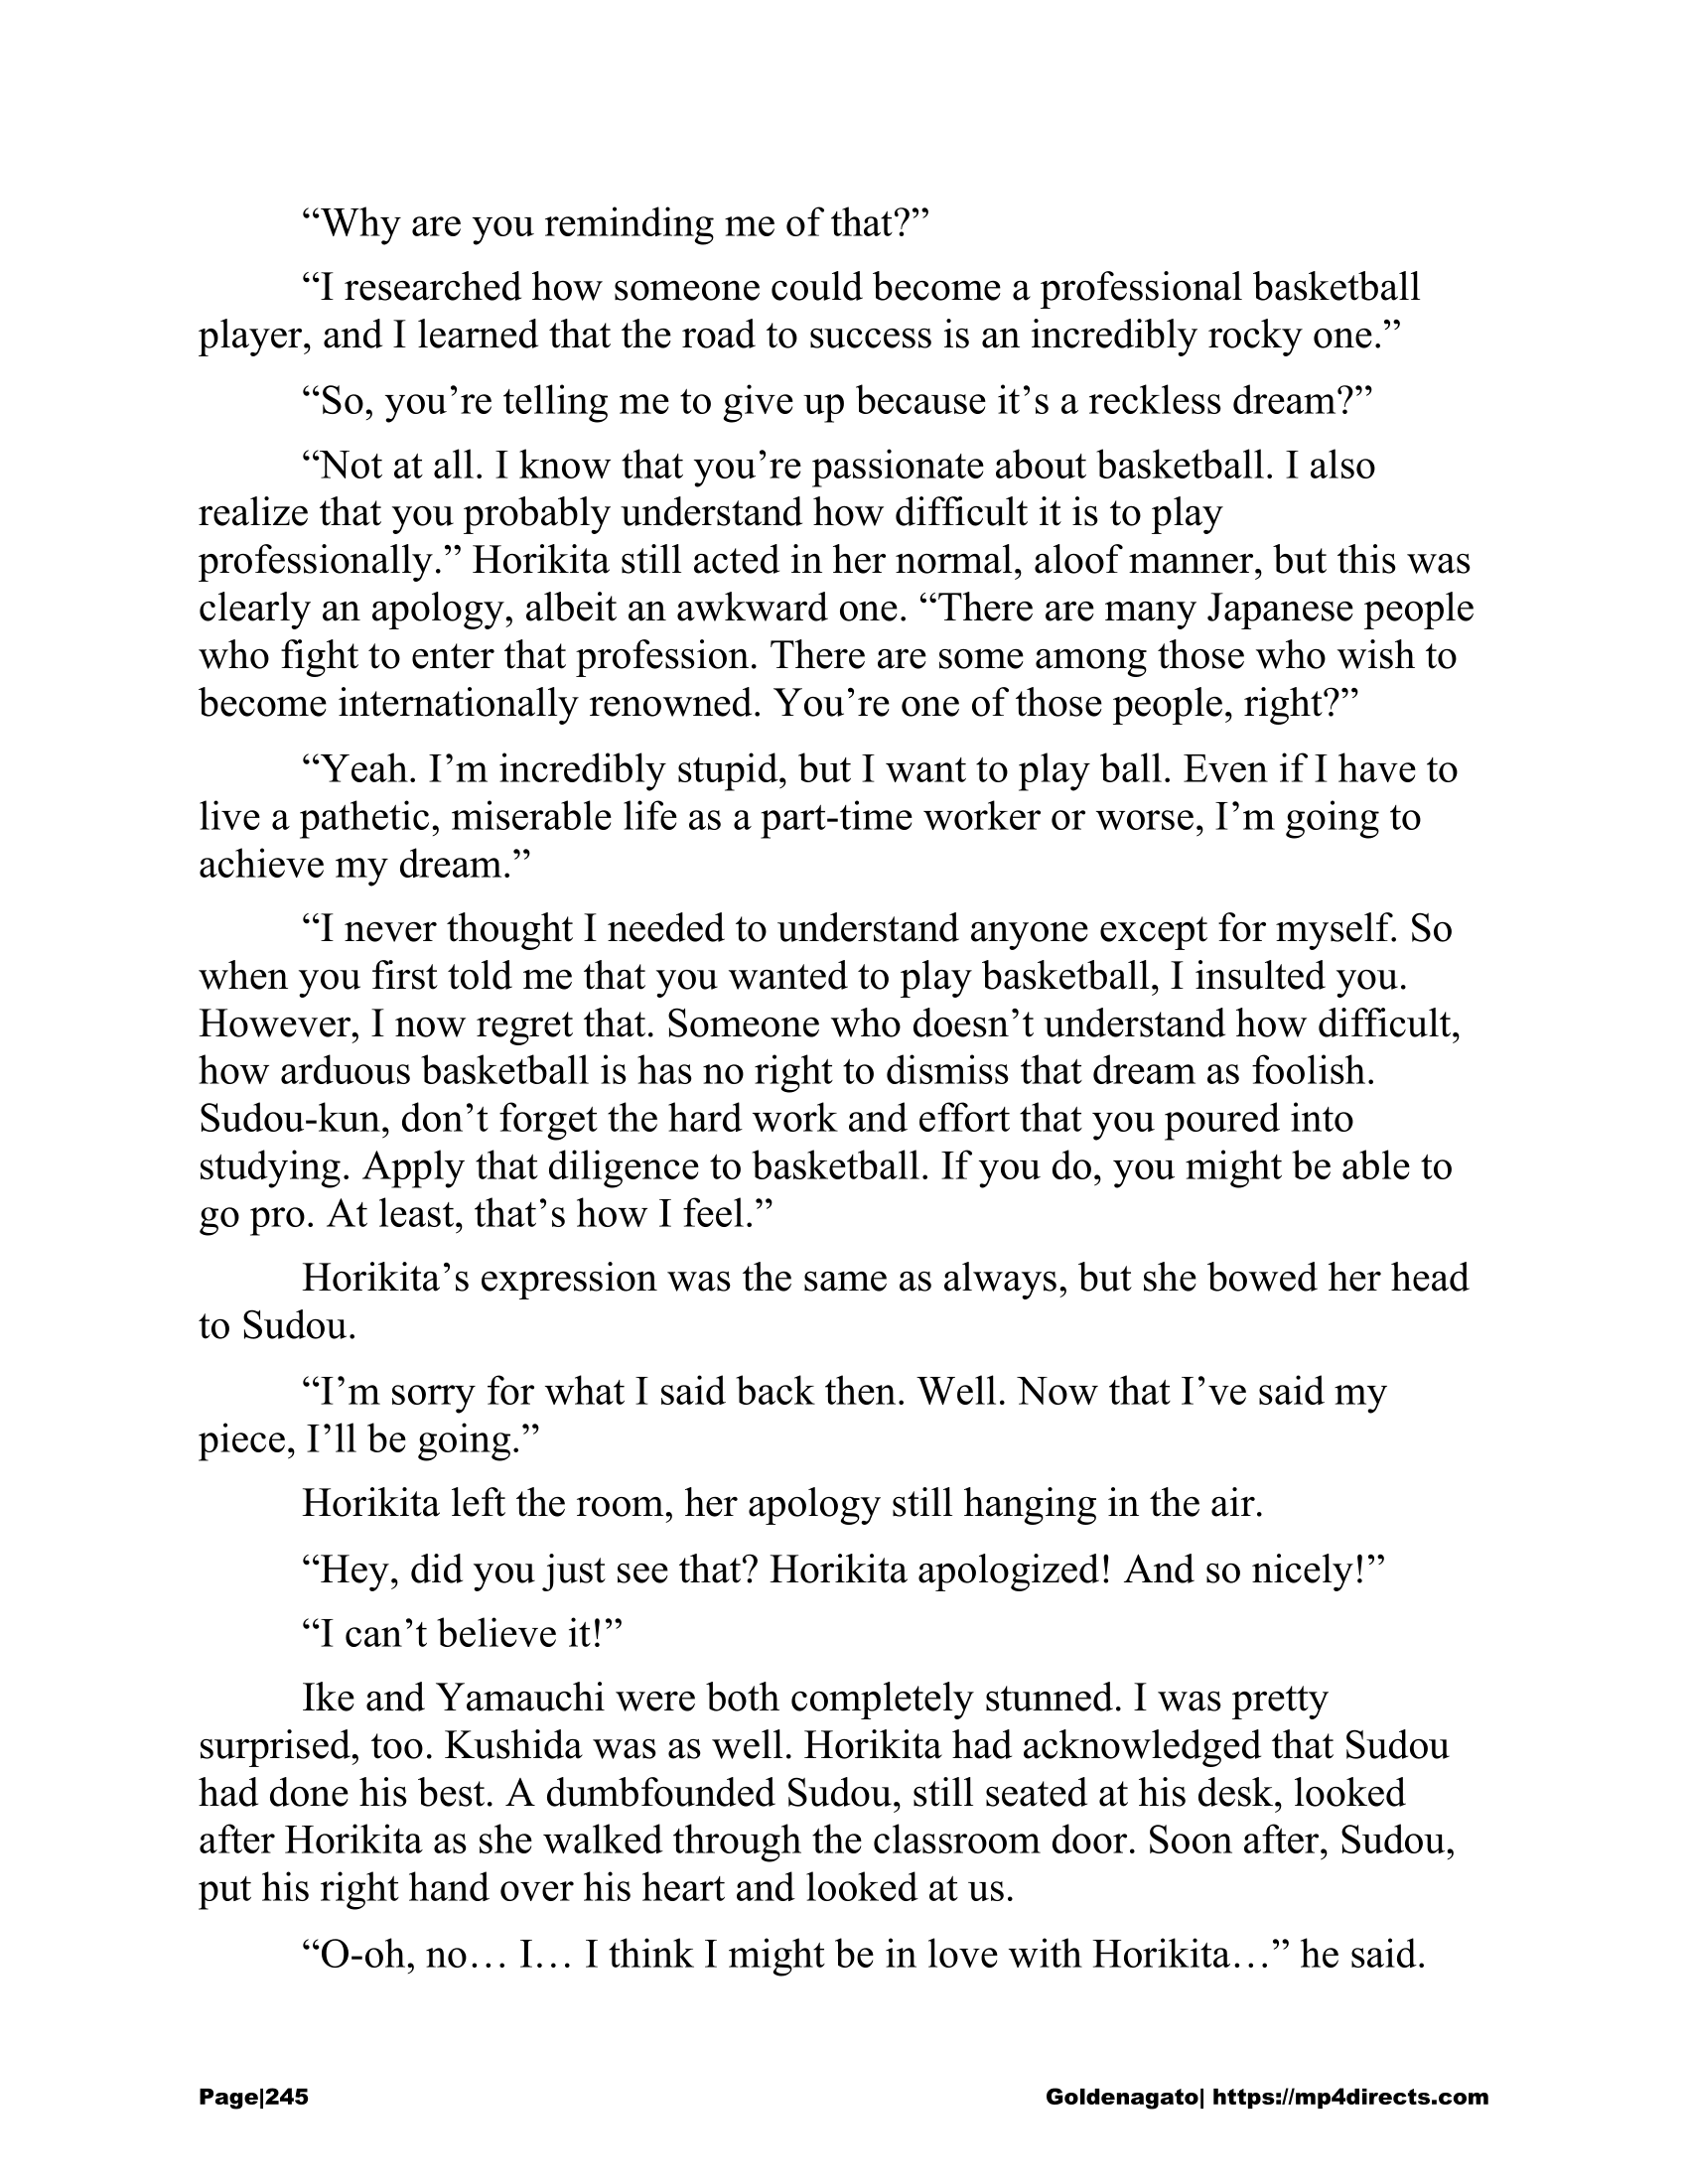 “Why are you reminding me of that?”
“I researched how someone could become a professional basketball
player, and I learned that the road to success is an incredibly rocky one.”
“So, you’re telling me to give up because it’s a reckless dream?”
“Not at all. I know that you’re passionate about basketball. I also
realize that you probably understand how difficult it is to play
professionally.” Horikita still acted in her normal, aloof manner, but this was
clearly an apology, albeit an awkward one. “There are many Japanese people
who fight to enter that profession. There are some among those who wish to
become internationally renowned. You’re one of those people, right?”
“Yeah. I’m incredibly stupid, but I want to play ball. Even if I have to
live a pathetic, miserable life as a part-time worker or worse, I’m going to
achieve my dream.”
“I never thought I needed to understand anyone except for myself. So
when you first told me that you wanted to play basketball, I insulted you.
However, I now regret that. Someone who doesn’t understand how difficult,
how arduous basketball is has no right to dismiss that dream as foolish.
Sudou-kun, don’t forget the hard work and effort that you poured into
studying. Apply that diligence to basketball. If you do, you might be able to
go pro. At least, that’s how I feel.”
Horikita’s expression was the same as always, but she bowed her head
to Sudou.
“I’m sorry for what I said back then. Well. Now that I’ve said my
piece, I’ll be going.”
Horikita left the room, her apology still hanging in the air.
“Hey, did you just see that? Horikita apologized! And so nicely!”
“I can’t believe it!”
Ike and Yamauchi were both completely stunned. I was pretty
surprised, too. Kushida was as well. Horikita had acknowledged that Sudou
had done his best. A dumbfounded Sudou, still seated at his desk, looked
after Horikita as she walked through the classroom door. Soon after, Sudou,
put his right hand over his heart and looked at us.
“O-oh, no… I… I think I might be in love with Horikita…” he said.
Page|245 Goldenagato| https://mp4directs.com